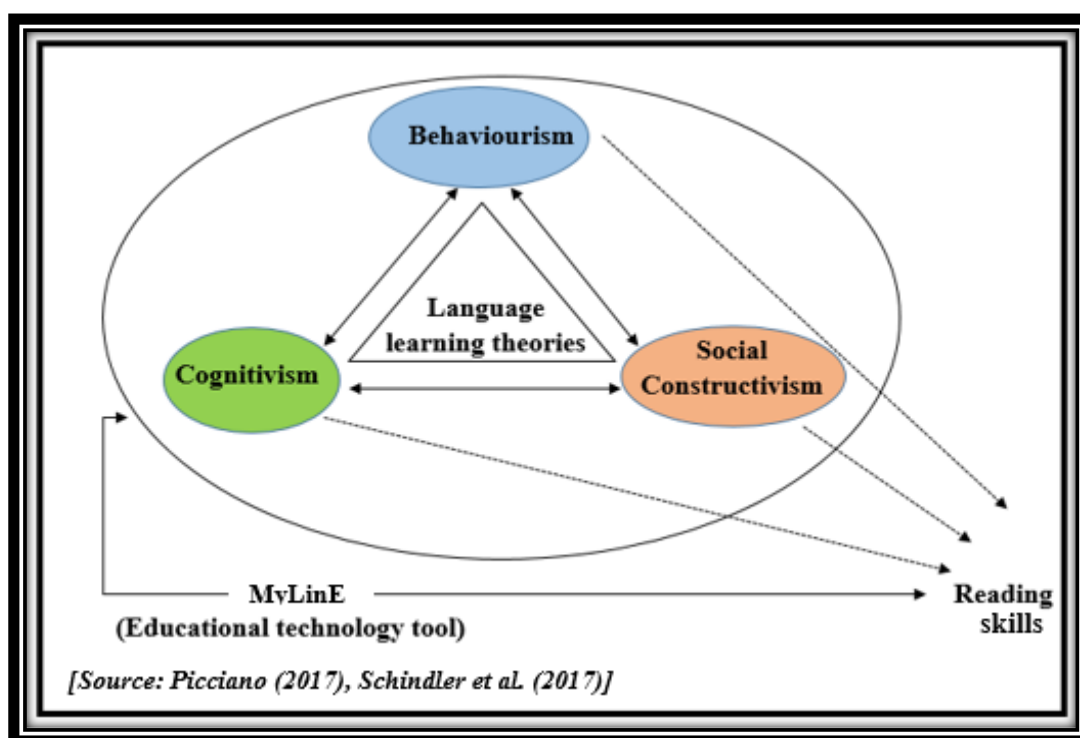 Behaviourism
Language
learning theories
Cognitivism
Social
Constructivism
MyLinE
(Educational technology tool)
Reading
skills
[Source: Picciano (2017), Schindler et al. (2017)]